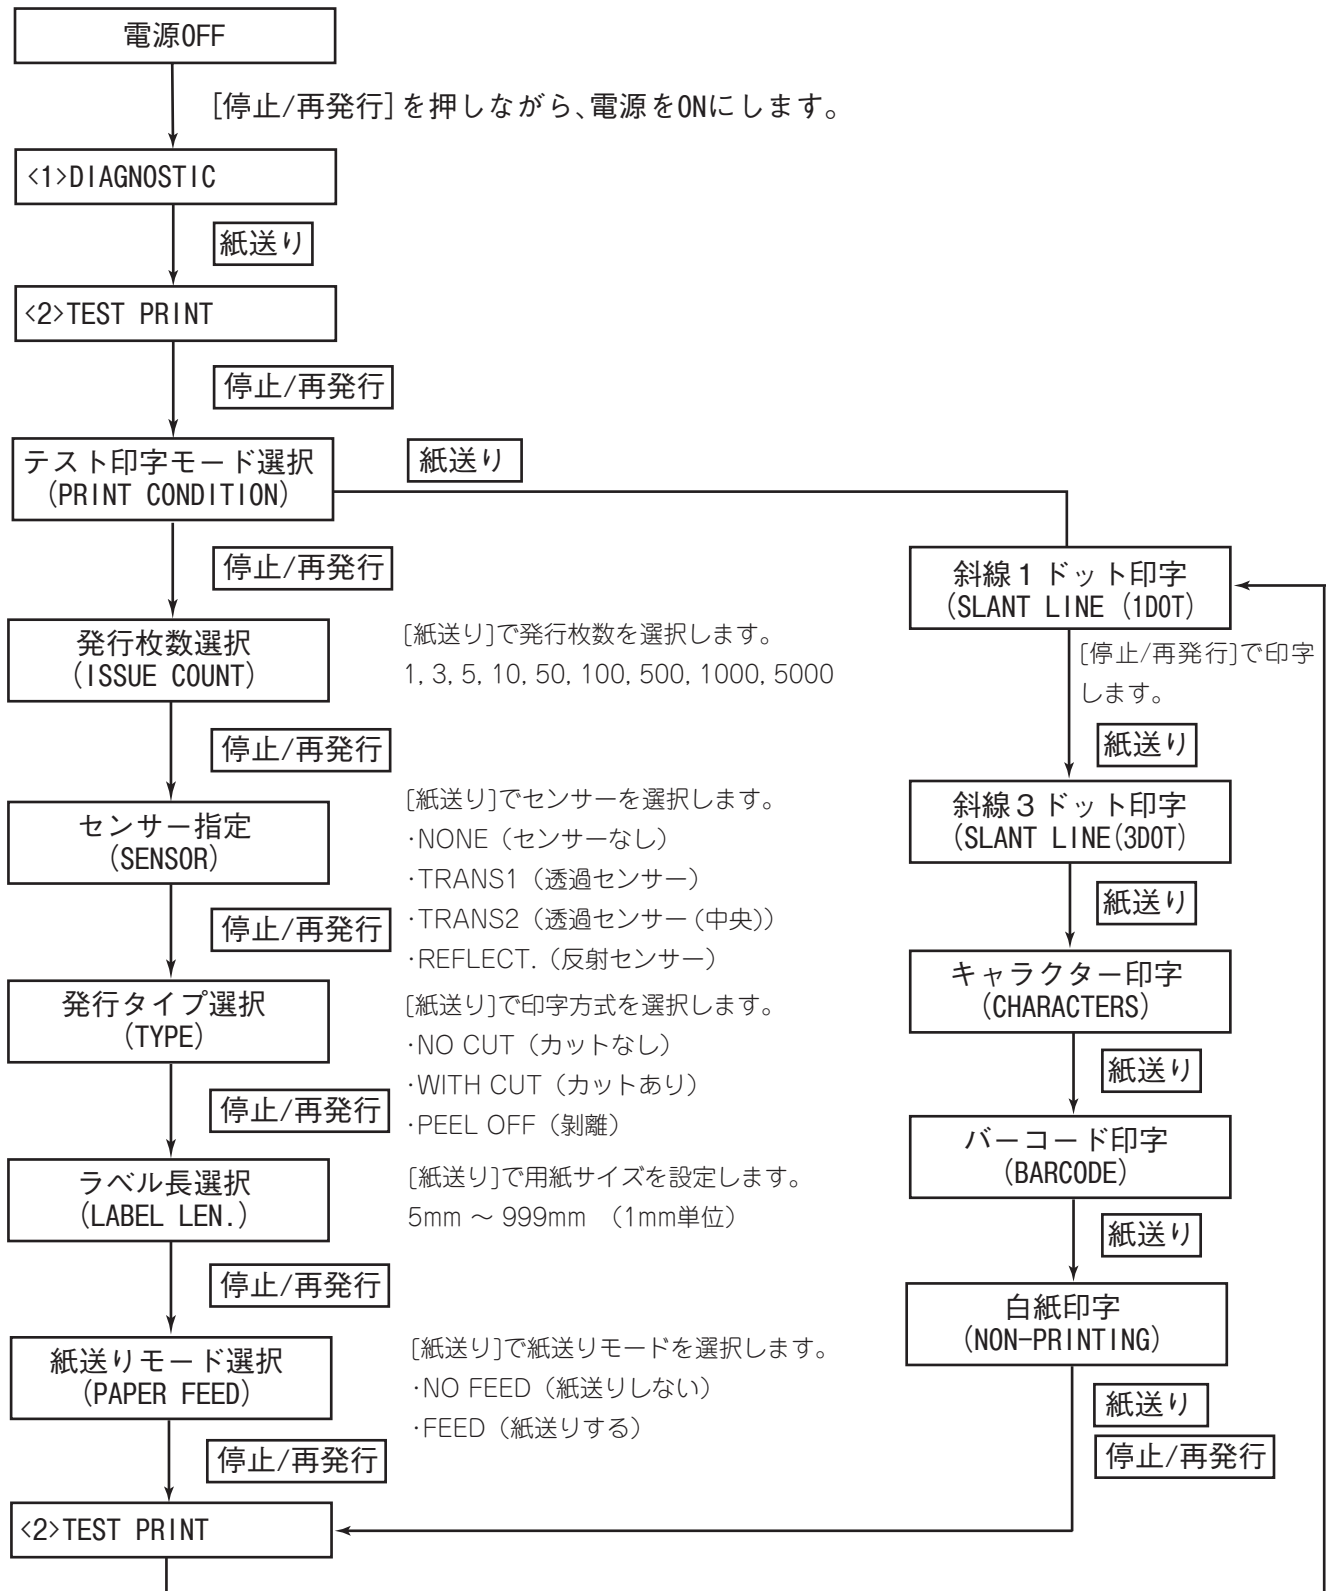 電源OFF
[停止/再発行]を押しながら、電源をONにします。
<1>DIAGNOSTIC
紙送り
<2>TEST PRINT
停止/再発行
テスト印字モード選択
(PRINT CONDITION)
紙送り
停止/再発行
発行枚数選択
(ISSUE COUNT)
[紙送り]で発行枚数を選択します。
1, 3, 5, 10, 50, 100, 500, 1000, 5000
停止/再発行
センサー指定
(SENSOR)
[紙送り]でセンサーを選択します。
・NONE（センサーなし）
・TRANS1（透過センサー）
・TRANS2（透過センサー(中央)）
・REFLECT.（反射センサー）
停止/再発行
発行タイプ選択
(TYPE)
[紙送り]で印字方式を選択します。
・NO CUT（カットなし）
・WITH CUT（カットあり）
・PEEL OFF（剝離）
停止/再発行
ラベル長選択
(LABEL LEN.)
[紙送り]で用紙サイズを設定します。
5mm ～ 999mm （1mm単位）
停止/再発行
紙送りモード選択
(PAPER FEED)
[紙送り]で紙送りモードを選択します。
・NO FEED（紙送りしない）
・FEED（紙送りする）
停止/再発行
<2>TEST PRINT
斜線１ドット印字
(SLANT LINE (1DOT)
[停止/再発行]で印字
します。
紙送り
斜線３ドット印字
(SLANT LINE(3DOT)
紙送り
キャラクター印字
(CHARACTERS)
紙送り
バーコード印字
(BARCODE)
紙送り
白紙印字
(NON-PRINTING)
紙送り
停止/再発行